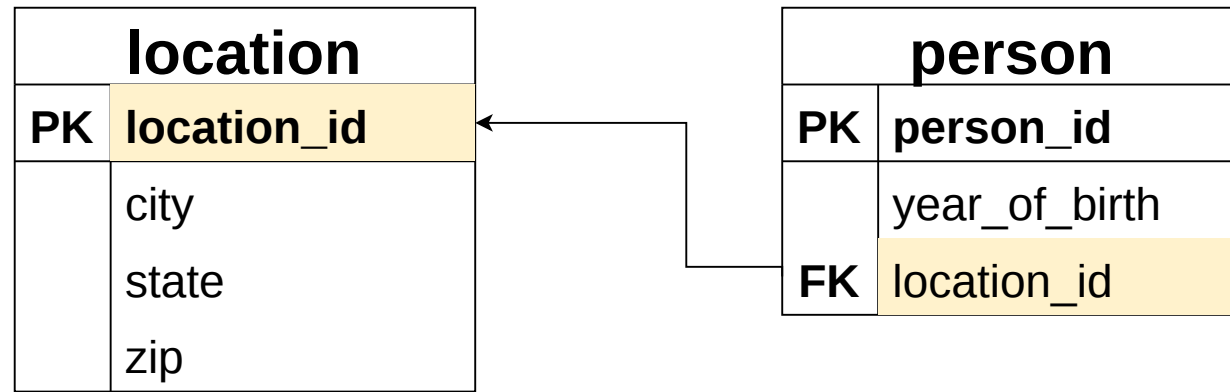 location
PK location_id
city
state
zip
person
PK person_id
year_of_birth
FK location_id